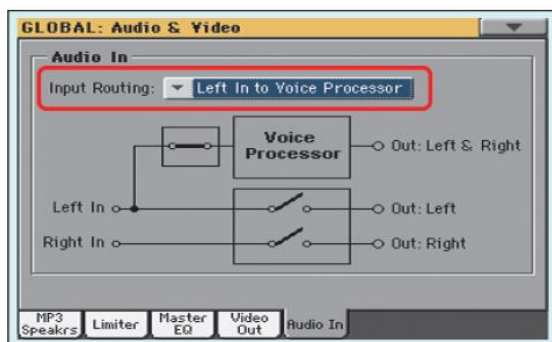 GLOBAL: Audio & Video
Audio In
Input Routing: Left In to Voice Processor
Voice
Processor
Out: Left & Right
Left In
Out: Left
Right In
Out: Right
MP3
Speakrs
Limiter
Master
EQ
Video
Out
Audio In